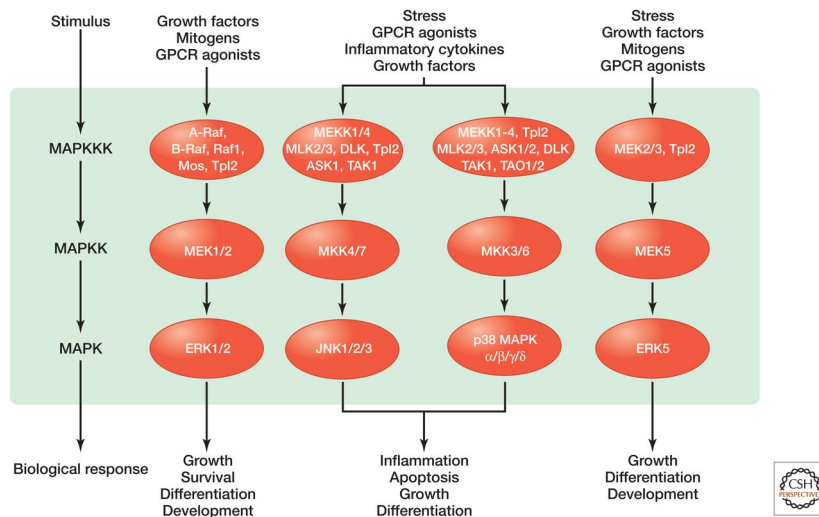 Stimulus
Growth factors
Mitogens
GPCR agonists
Stress
GPCR agonists
Inflammatory cytokines
Growth factors
Stress
Growth factors
Mitogens
GPCR agonists
MAPKKK
A-Raf,
B-Raf, Raf1,
Mos, Tpl2
MEKK1/4
MLK2/3, DLK, Tpl2
ASK1, TAK1
MEKK1-4, Tpl2
MLK2/3, ASK1/2, DLK
TAK1, TAO1/2
MEK2/3, Tpl2
MAPKK
MEK1/2
MKK4/7
MKK3/6
MEK5
MAPK
ERK1/2
JNK1/2/3
p38 MAPK
α/β/γ/δ
ERK5
Biological response
Growth
Survival
Differentiation
Development
Inflammation
Apoptosis
Growth
Differentiation
Growth
Differentiation
Development
CSH
PERSPECTIVES